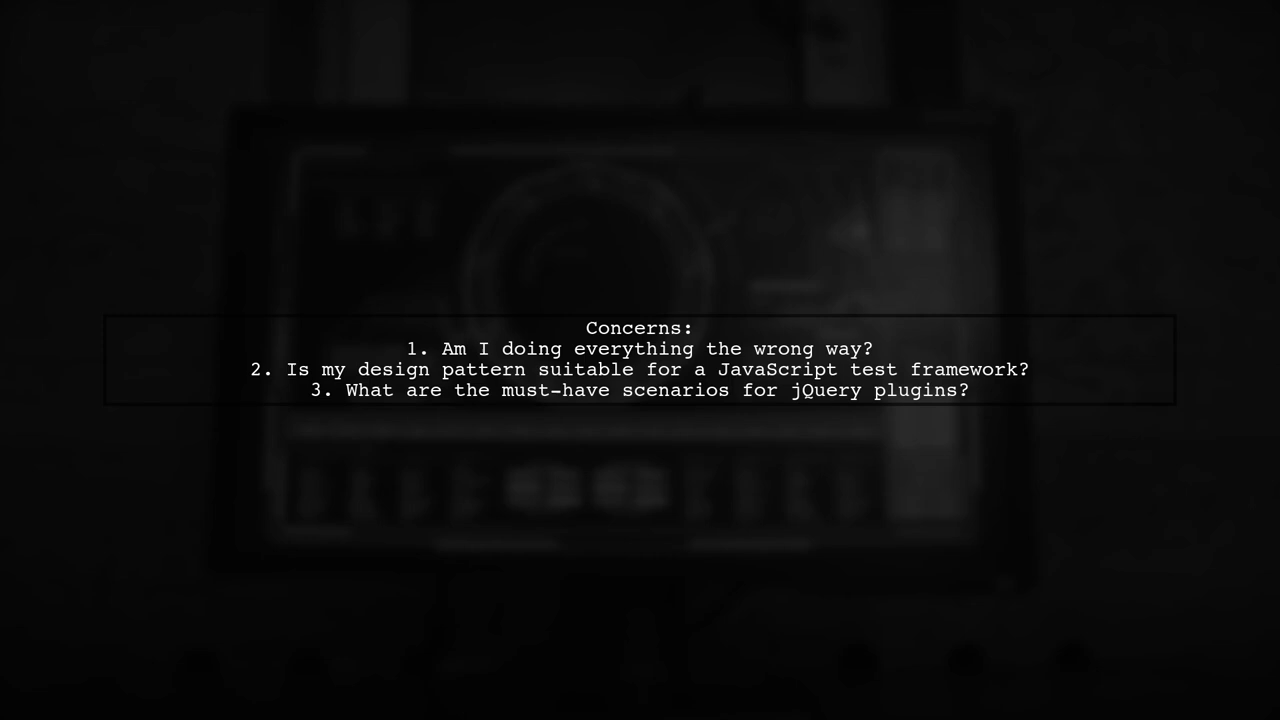 Concerns:
1. Am I doing everything the wrong way?
2. Is my design pattern suitable for a JavaScript test framework?
3. What are the must-have scenarios for jQuery plugins?